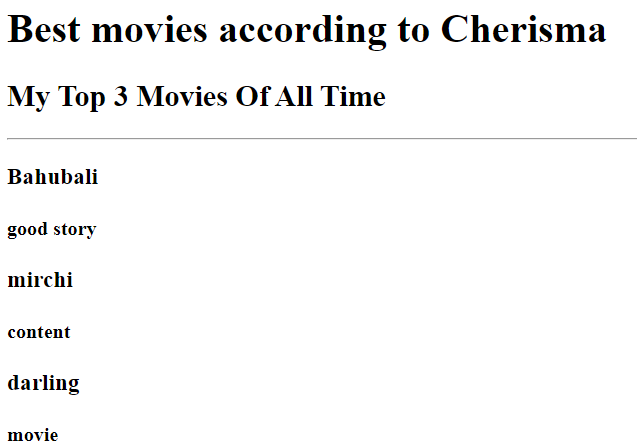 Best movies according to Cherisma
My Top 3 Movies Of All Time
Bahubali
good story
mirchi
content
darling
movie